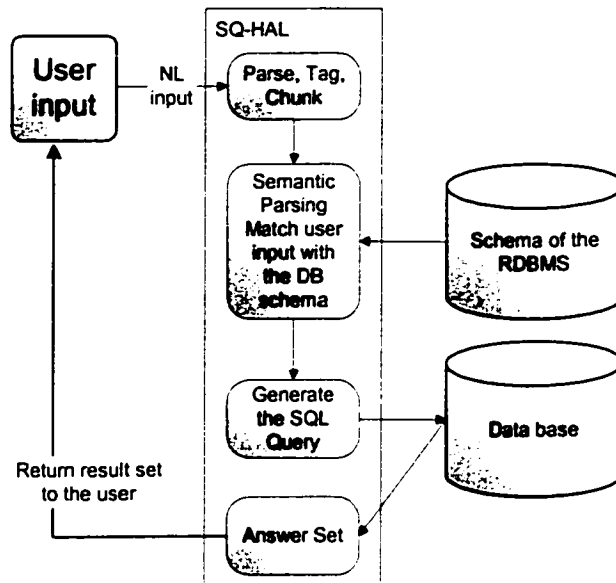 SQ-HAL
User
input
NL
input
Parse, Tag,
Chunk
Semantic
Parsing
Match user
input with
the DB
schema
Schema of the
RDBMS
Generate
the SQL
Query
Data base
Return result set
to the user
Answer Set